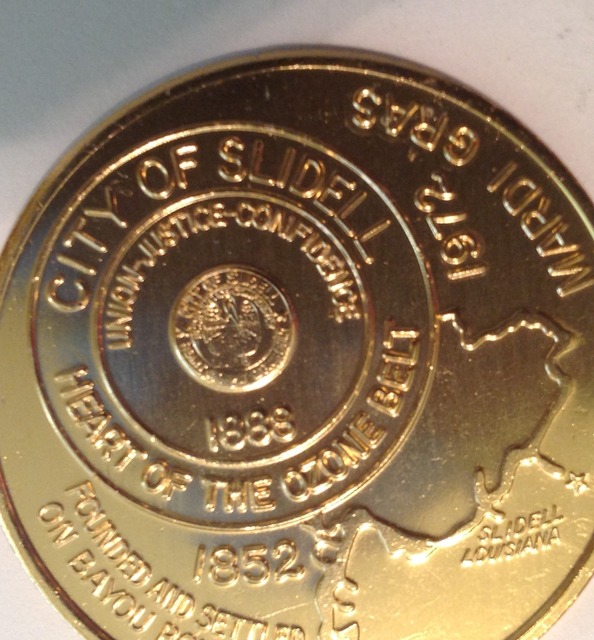 CITY OF SLIDELL
UNION-JUSTICE-CONFIDENCE
1888
HEART OF THE OZONE BELT
1852
FOUNDED AND SETTLED
ON BAYOU
MARDI GRAS
1972
SLIDELL
LOUISIANA